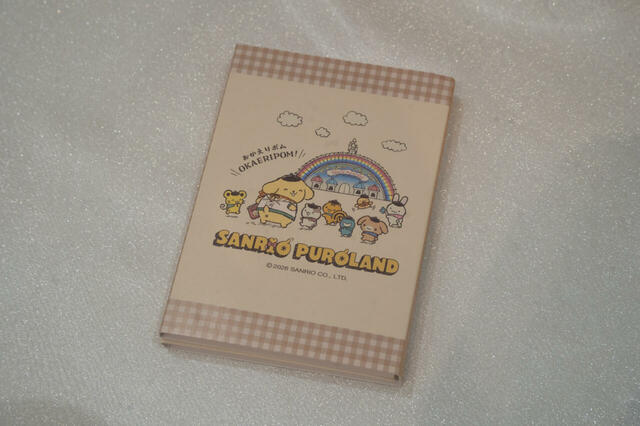 おかえりポム
OKAERIPOM!
SANRIO PUROLAND
© 2026 SANRIO CO., LTD.